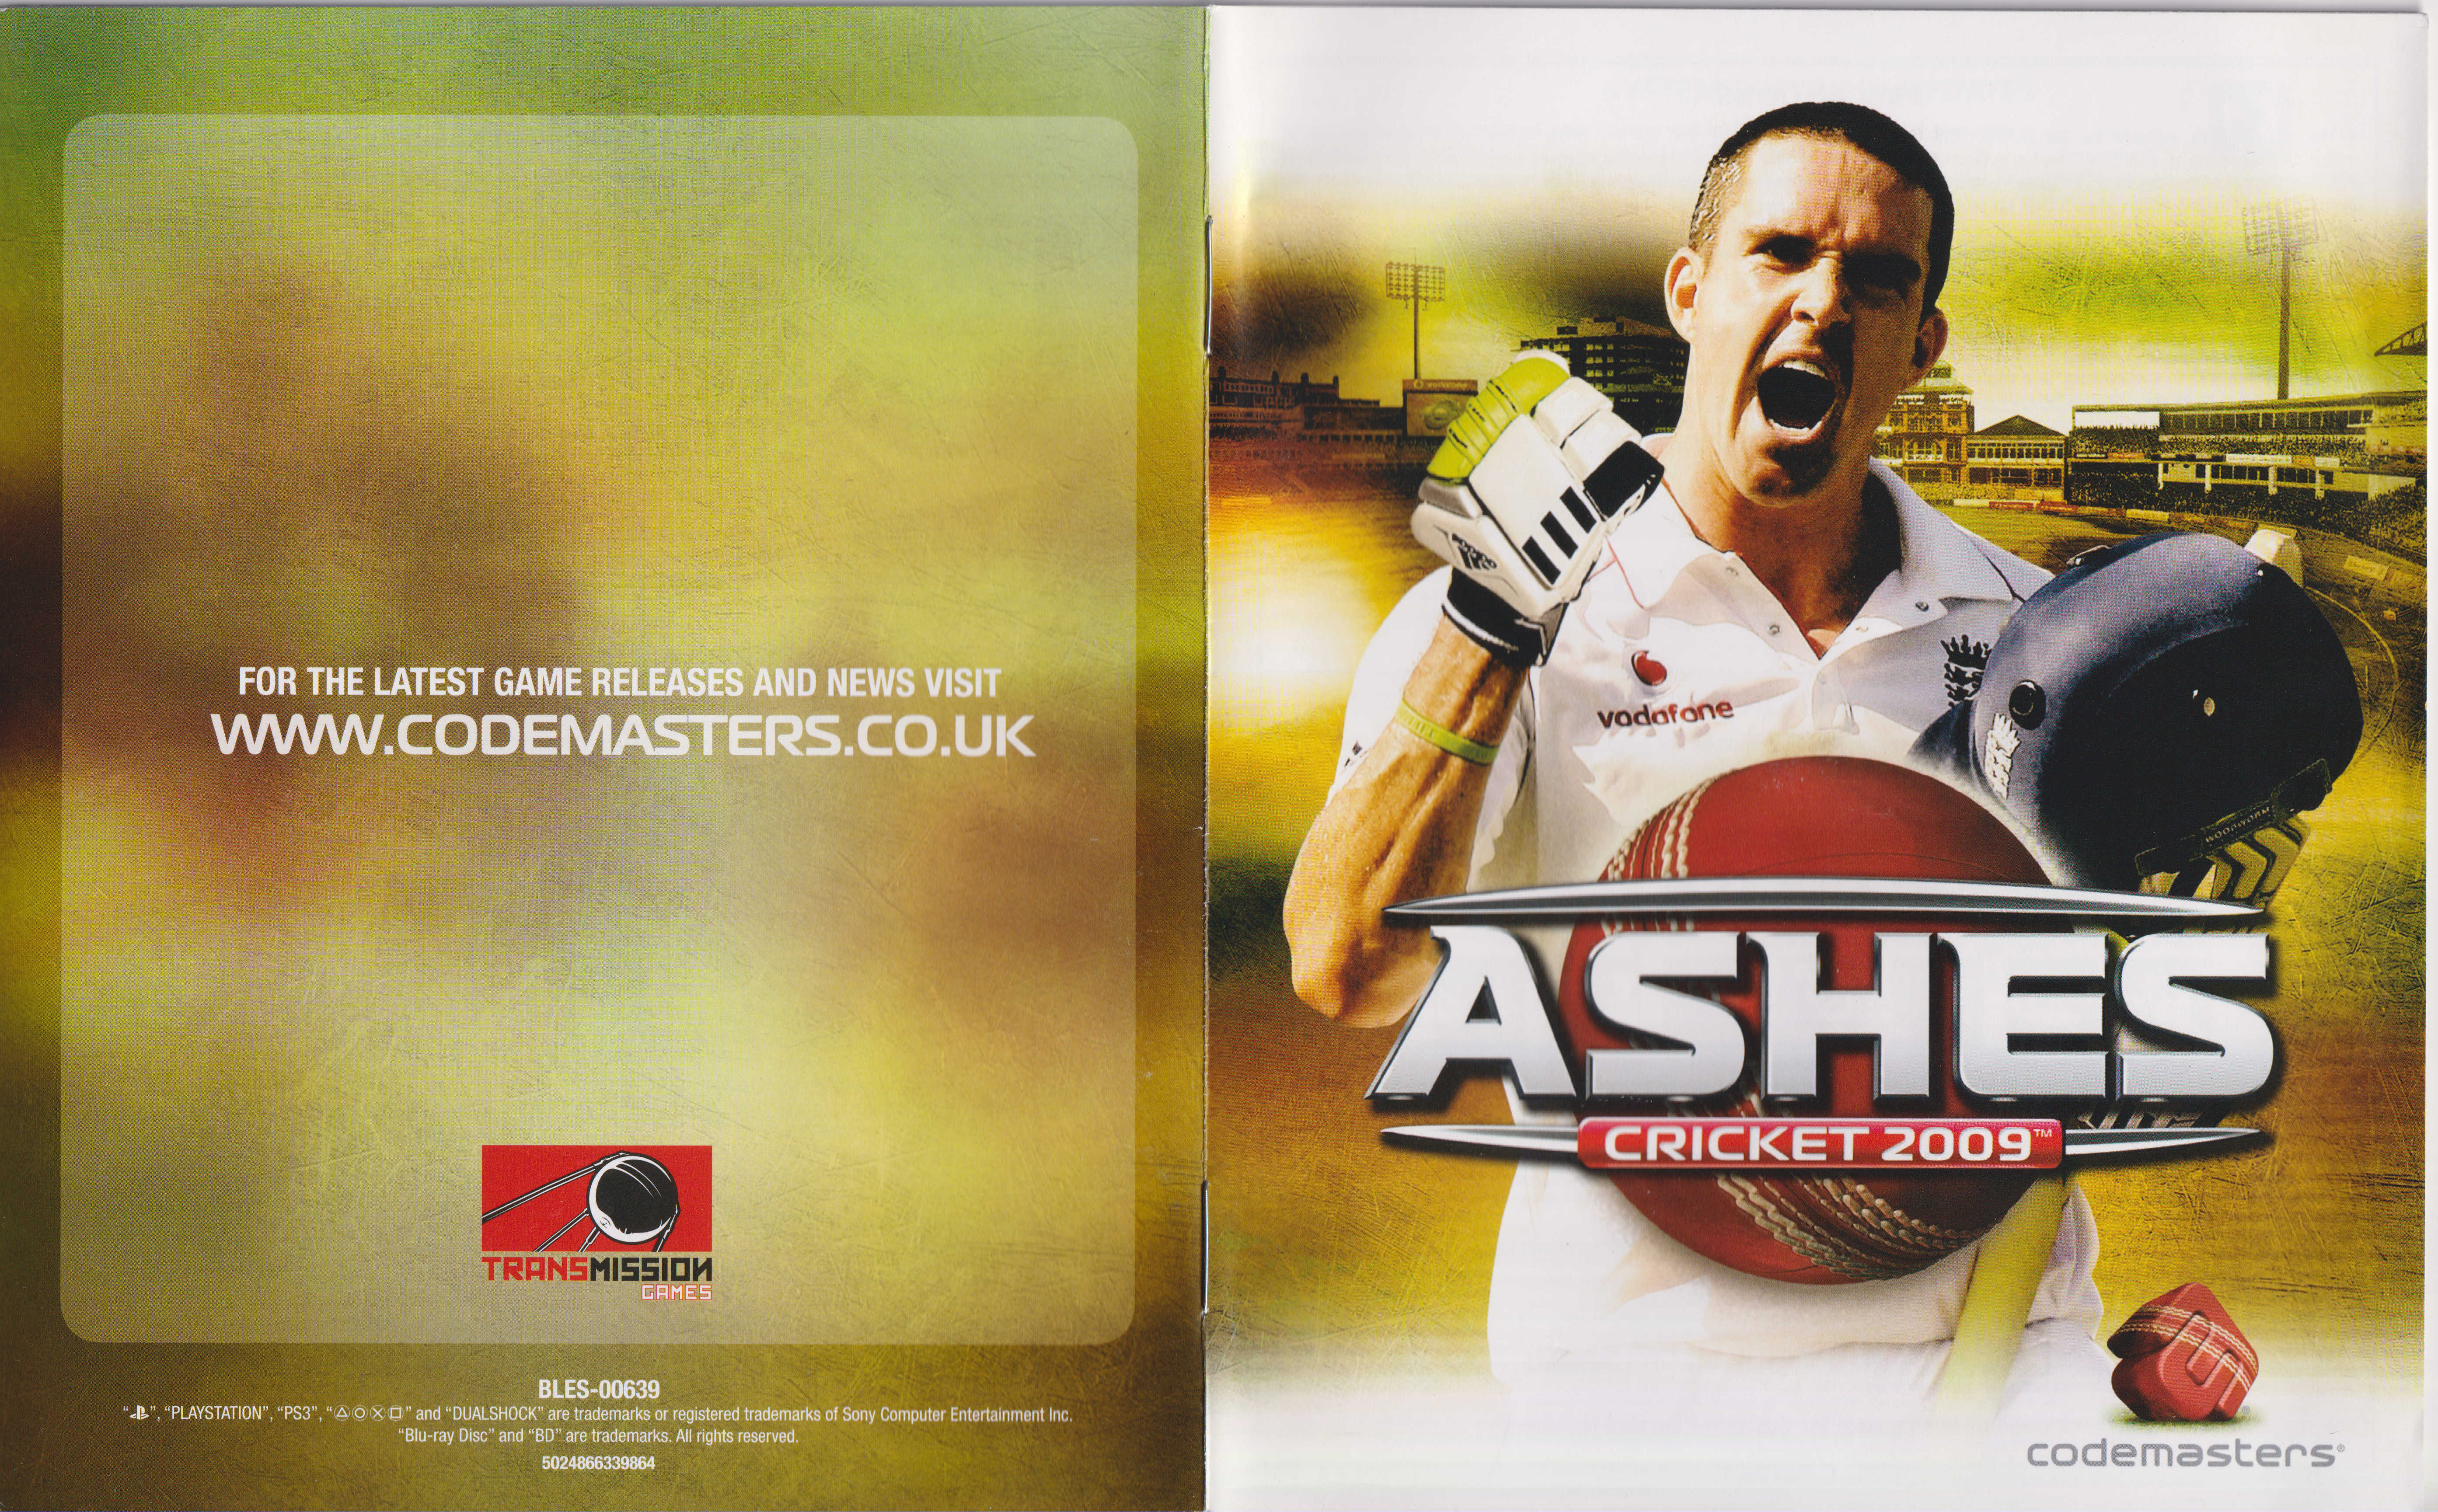 FOR THE LATEST GAME RELEASES AND NEWS VISIT
WWW.CODEMASTERS.CO.UK
TRANSMISSION
GAMES
BLES-00639
“”, “PLAYSTATION”, “PS3”, “△○✕□” and “DUALSHOCK” are trademarks or registered trademarks of Sony Computer Entertainment Inc.
“Blu-ray Disc” and “BD” are trademarks. All rights reserved.
5024866339864
adidas
vodafone
WOODWORM
ASHES
CRICKET 2009™
codemasters®